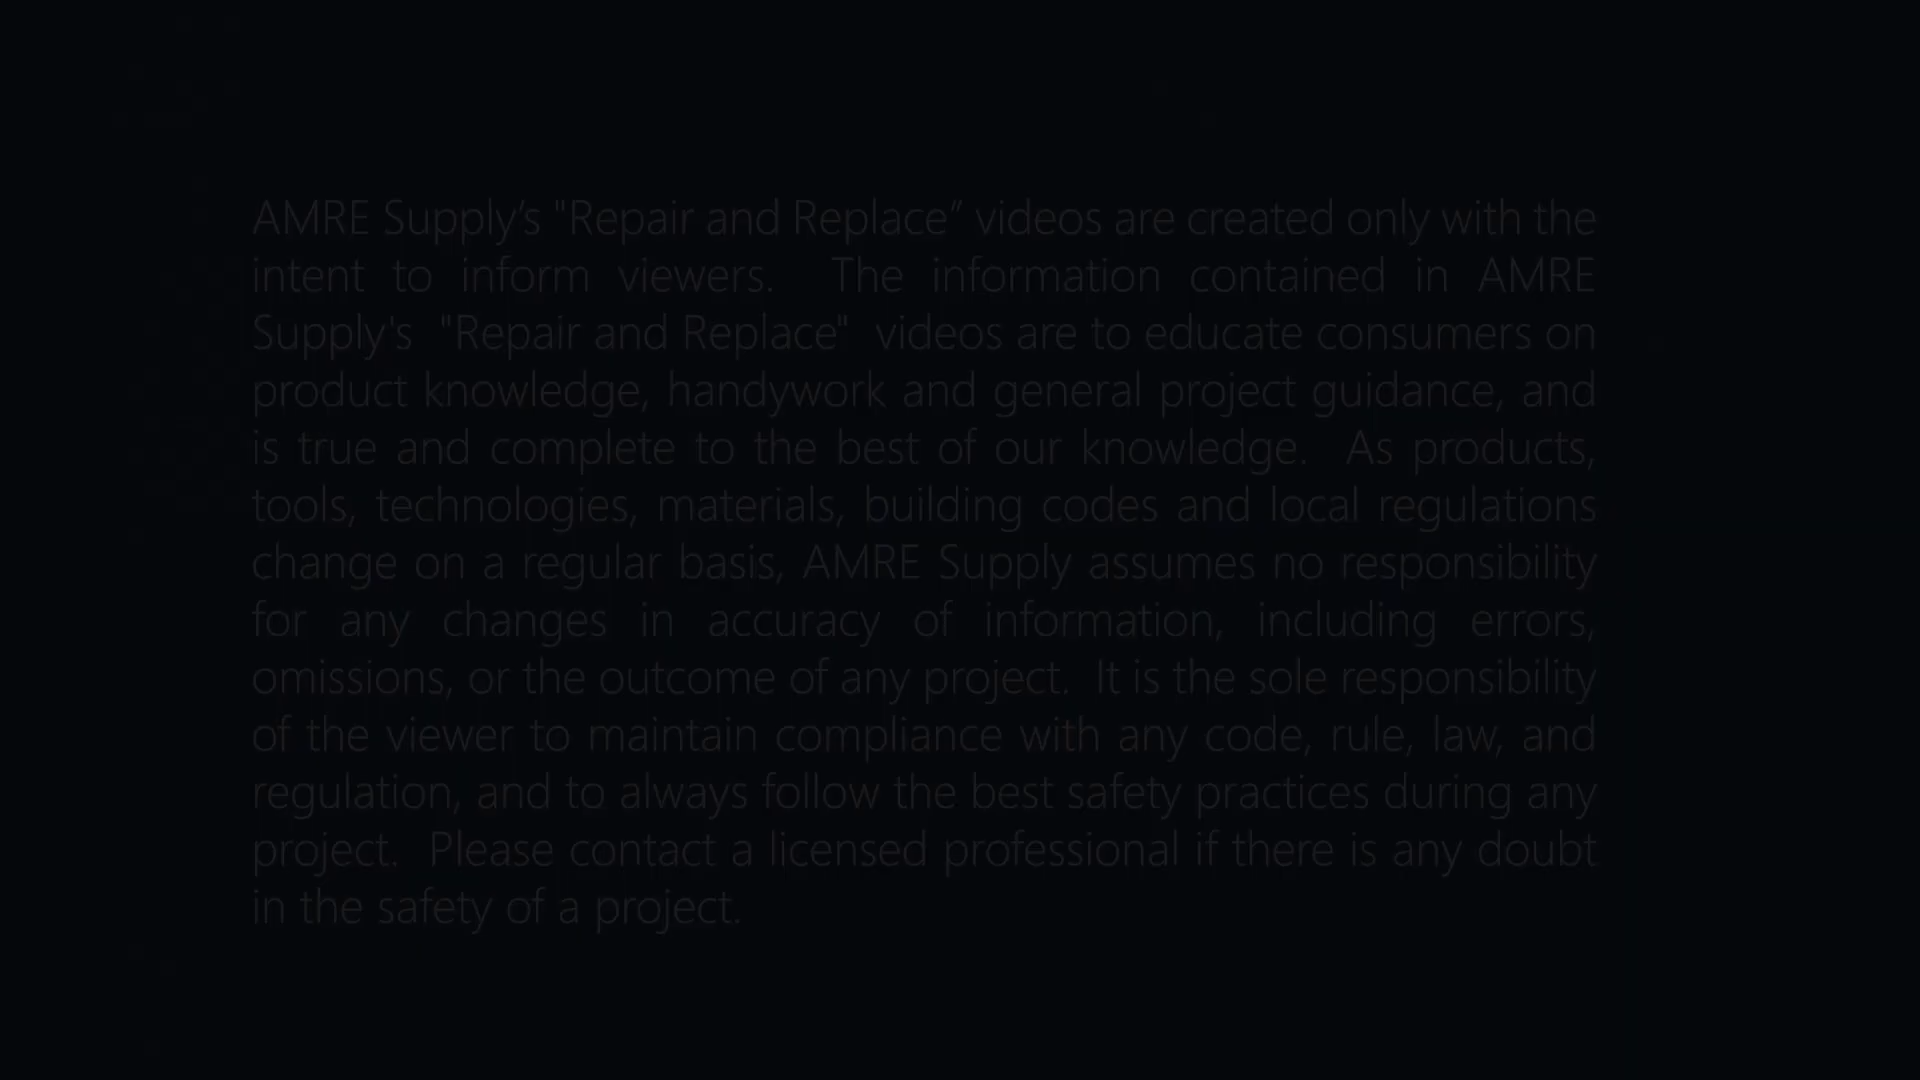 AMRE Supply’s "Repair and Replace” videos are created only with the
intent to inform viewers.  The information contained in AMRE
Supply's  "Repair and Replace"  videos are to educate consumers on
product knowledge, handywork and general project guidance, and
is true and complete to the best of our knowledge.  As products,
tools, technologies, materials, building codes and local regulations
change on a regular basis, AMRE Supply assumes no responsibility
for any changes in accuracy of information, including errors,
omissions, or the outcome of any project.  It is the sole responsibility
of the viewer to maintain compliance with any code, rule, law, and
regulation, and to always follow the best safety practices during any
project.  Please contact a licensed professional if there is any doubt
in the safety of a project.